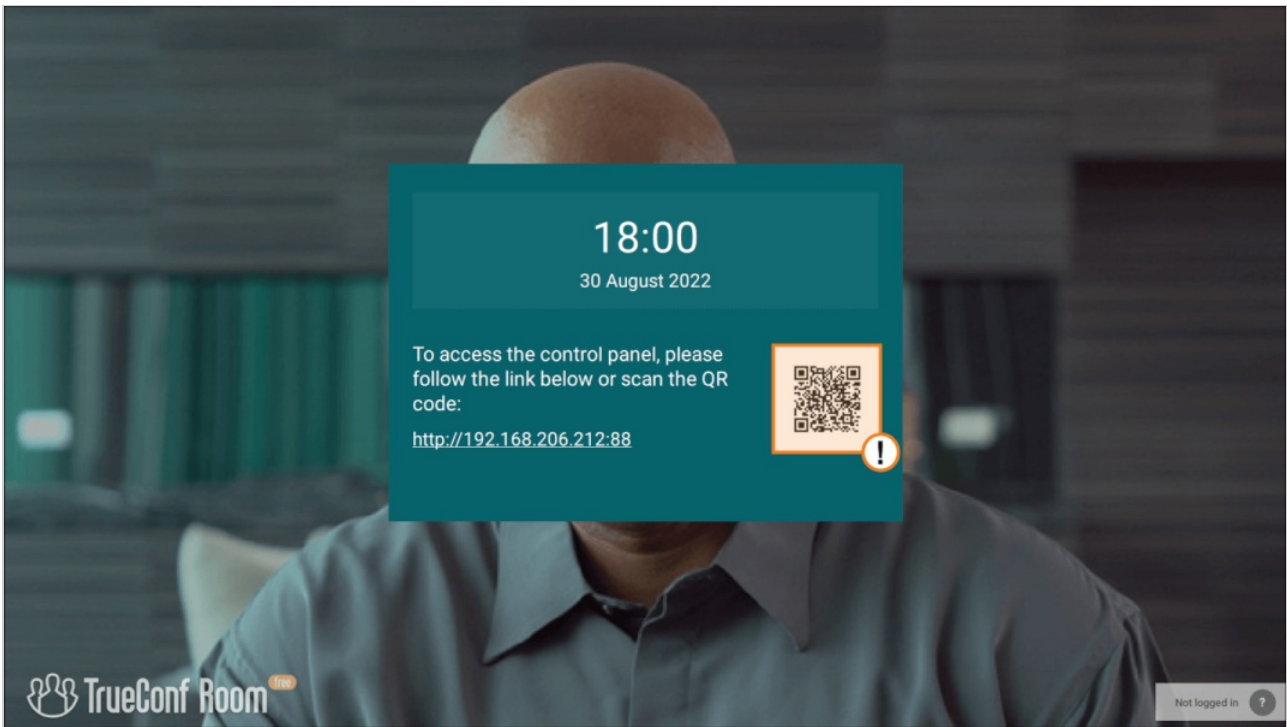 18:00
30 August 2022
To access the control panel, please
follow the link below or scan the QR
code:
http://192.168.206.212:88
!
TrueConf Room free
Not logged in ?